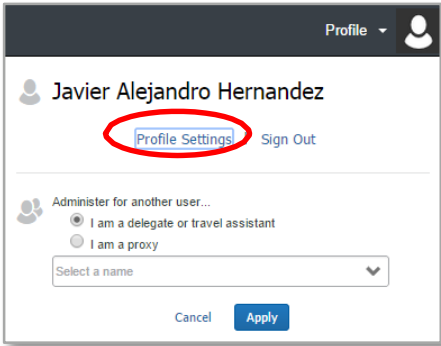 Profile
Javier Alejandro Hernandez
Profile Settings Sign Out
Administer for another user...
I am a delegate or travel assistant
I am a proxy
Select a name
Cancel Apply